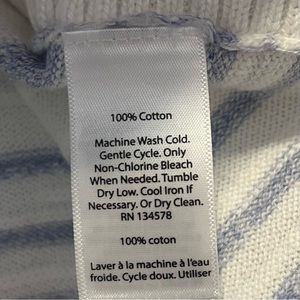 100% Cotton
Machine Wash Cold.
Gentle Cycle. Only
Non-Chlorine Bleach
When Needed. Tumble
Dry Low. Cool Iron If
Necessary. Or Dry Clean.
RN 134578
100% coton
Laver à la machine à l'eau
froide. Cycle doux. Utiliser